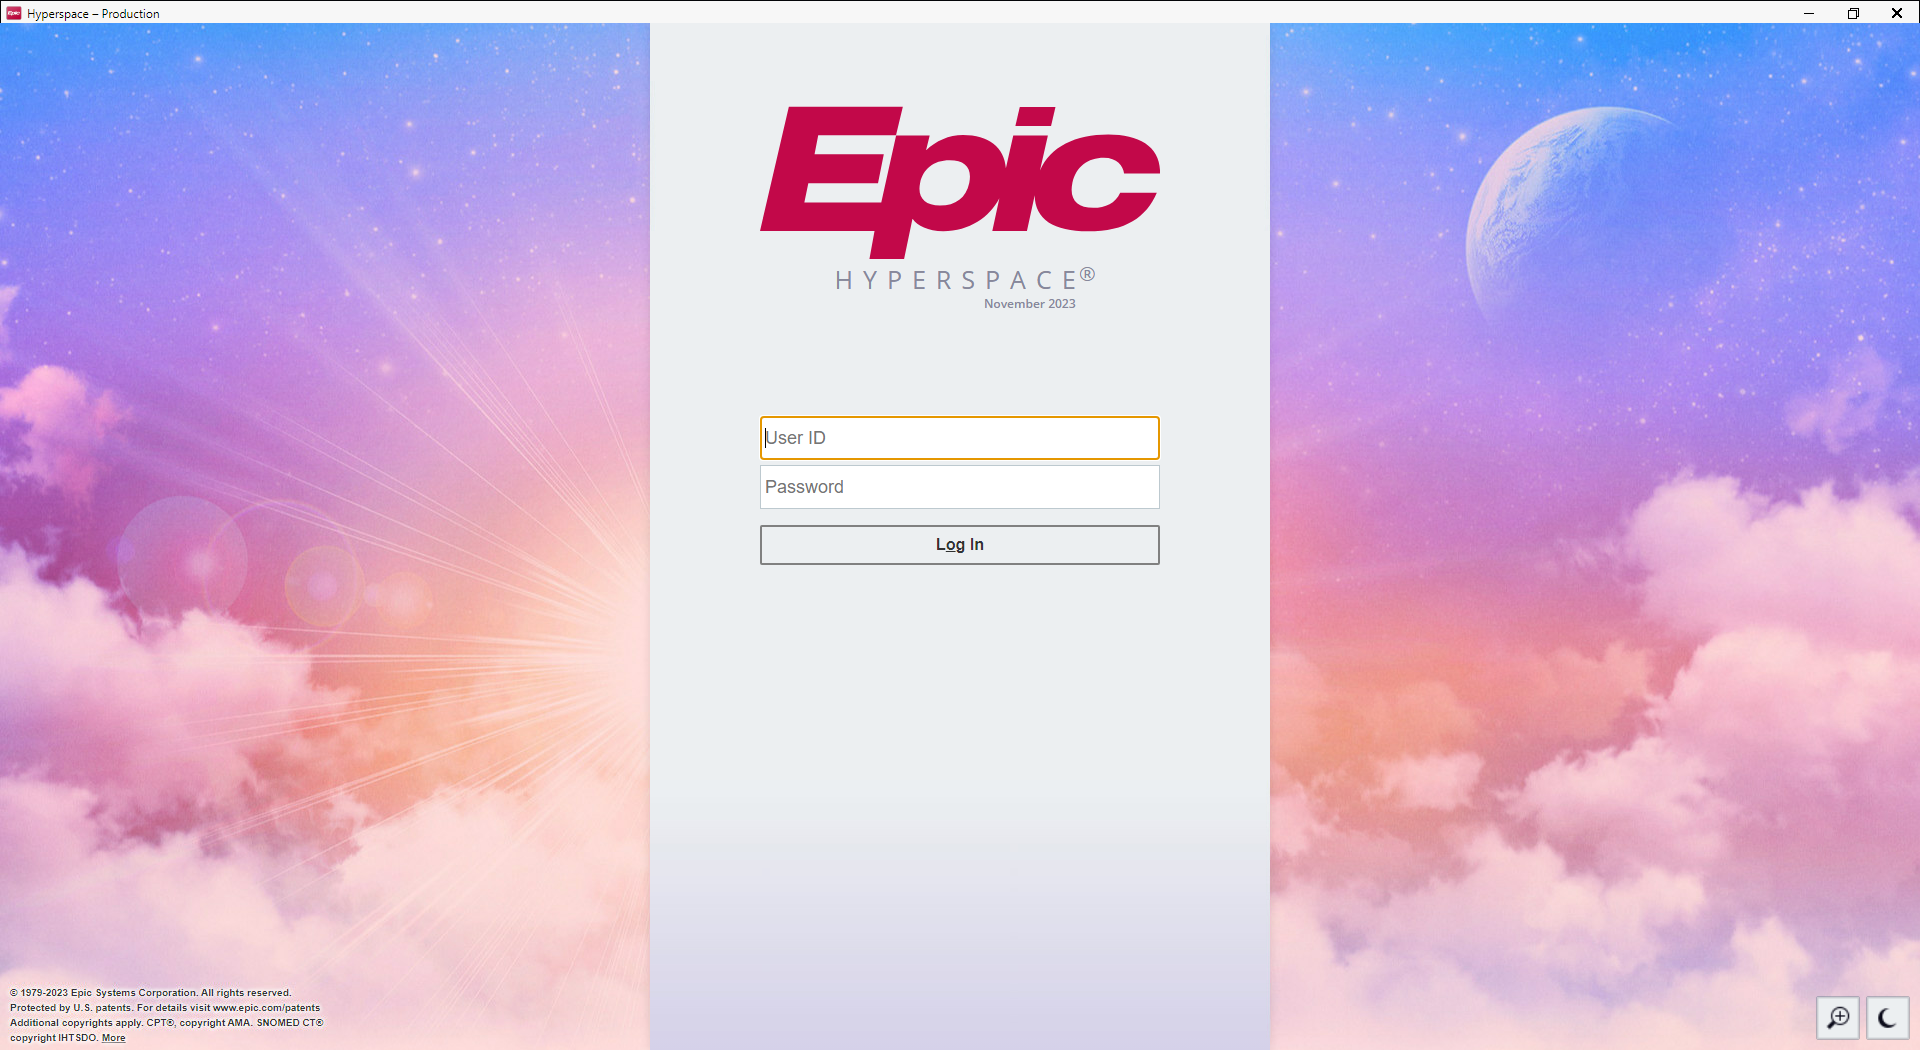 Epic Hyperspace – Production
Epic
HYPERSPACE®
November 2023
User ID
Password
Log In
© 1979-2023 Epic Systems Corporation. All rights reserved.
Protected by U.S. patents. For details visit www.epic.com/patents
Additional copyrights apply. CPT®, copyright AMA. SNOMED CT®
copyright IHTSDO. More